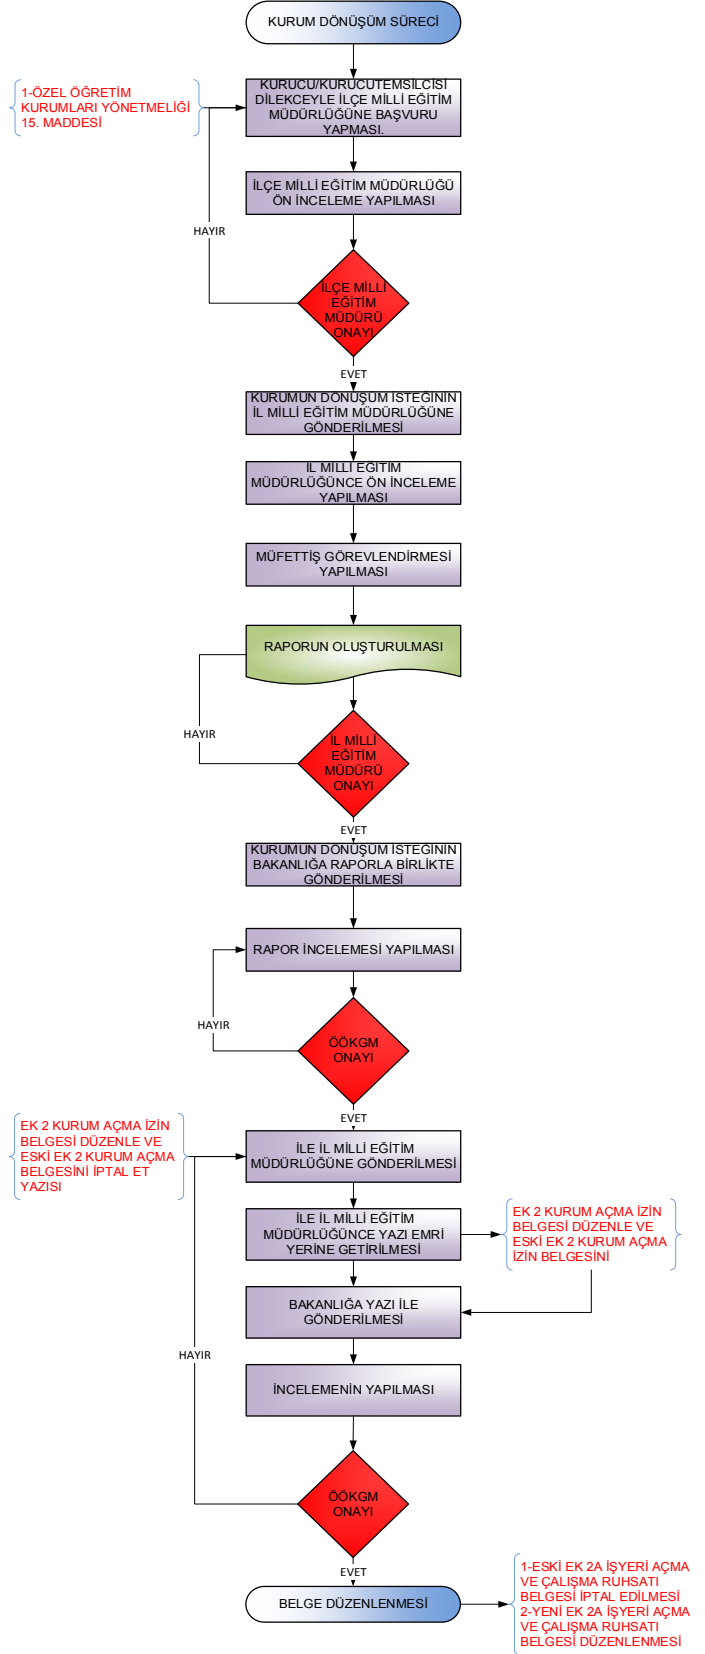 KURUM DÖNÜŞÜM SÜRECİ
1-ÖZEL ÖĞRETİM
KURUMLARI YÖNETMELİĞİ
15. MADDESİ
KURUCU/KURUCUTEMSİLCİSİ
DİLEKCEYLE İLÇE MİLLİ EĞİTİM
MÜDÜRLÜĞÜNE BAŞVURU
YAPMASI.
İLÇE MİLLİ EĞİTİM MÜDÜRLÜĞÜ
ÖN İNCELEME YAPILMASI
HAYIR
İLÇE MİLLİ
EĞİTİM
MÜDÜRÜ
ONAYI
EVET
KURUMUN DÖNÜŞÜM İSTEĞİNİN
İL MİLLİ EĞİTİM MÜDÜRLÜĞÜNE
GÖNDERİLMESİ
İL MİLLİ EĞİTİM
MÜDÜRLÜĞÜNCE ÖN İNCELEME
YAPILMASI
MÜFETTİŞ GÖREVLENDİRMESİ
YAPILMASI
RAPORUN OLUŞTURULMASI
HAYIR
İL MİLLİ
EĞİTİM
MÜDÜRÜ
ONAYI
EVET
KURUMUN DÖNÜŞÜM İSTEĞİNİN
BAKANLIĞA RAPORLA BİRLİKTE
GÖNDERİLMESİ
RAPOR İNCELEMESİ YAPILMASI
HAYIR
ÖÖKGM
ONAYI
EVET
EK 2 KURUM AÇMA İZİN
BELGESİ DÜZENLE VE
ESKİ EK 2 KURUM AÇMA
BELGESİNİ İPTAL ET
YAZISI
İLE İL MİLLİ EĞİTİM
MÜDÜRLÜĞÜNE GÖNDERİLMESİ
İLE İL MİLLİ EĞİTİM
MÜDÜRLÜĞÜNCE YAZI EMRİ
YERİNE GETİRİLMESİ
EK 2 KURUM AÇMA İZİN
BELGESİ DÜZENLE VE
ESKİ EK 2 KURUM AÇMA
İZİN BELGESİNİ
BAKANLIĞA YAZI İLE
GÖNDERİLMESİ
HAYIR
İNCELEMENİN YAPILMASI
ÖÖKGM
ONAYI
EVET
BELGE DÜZENLENMESİ
1-ESKİ EK 2A İŞYERİ AÇMA
VE ÇALIŞMA RUHSATI
BELGESİ İPTAL EDİLMESİ
2-YENİ EK 2A İŞYERİ AÇMA
VE ÇALIŞMA RUHSATI
BELGESİ DÜZENLENMESİ